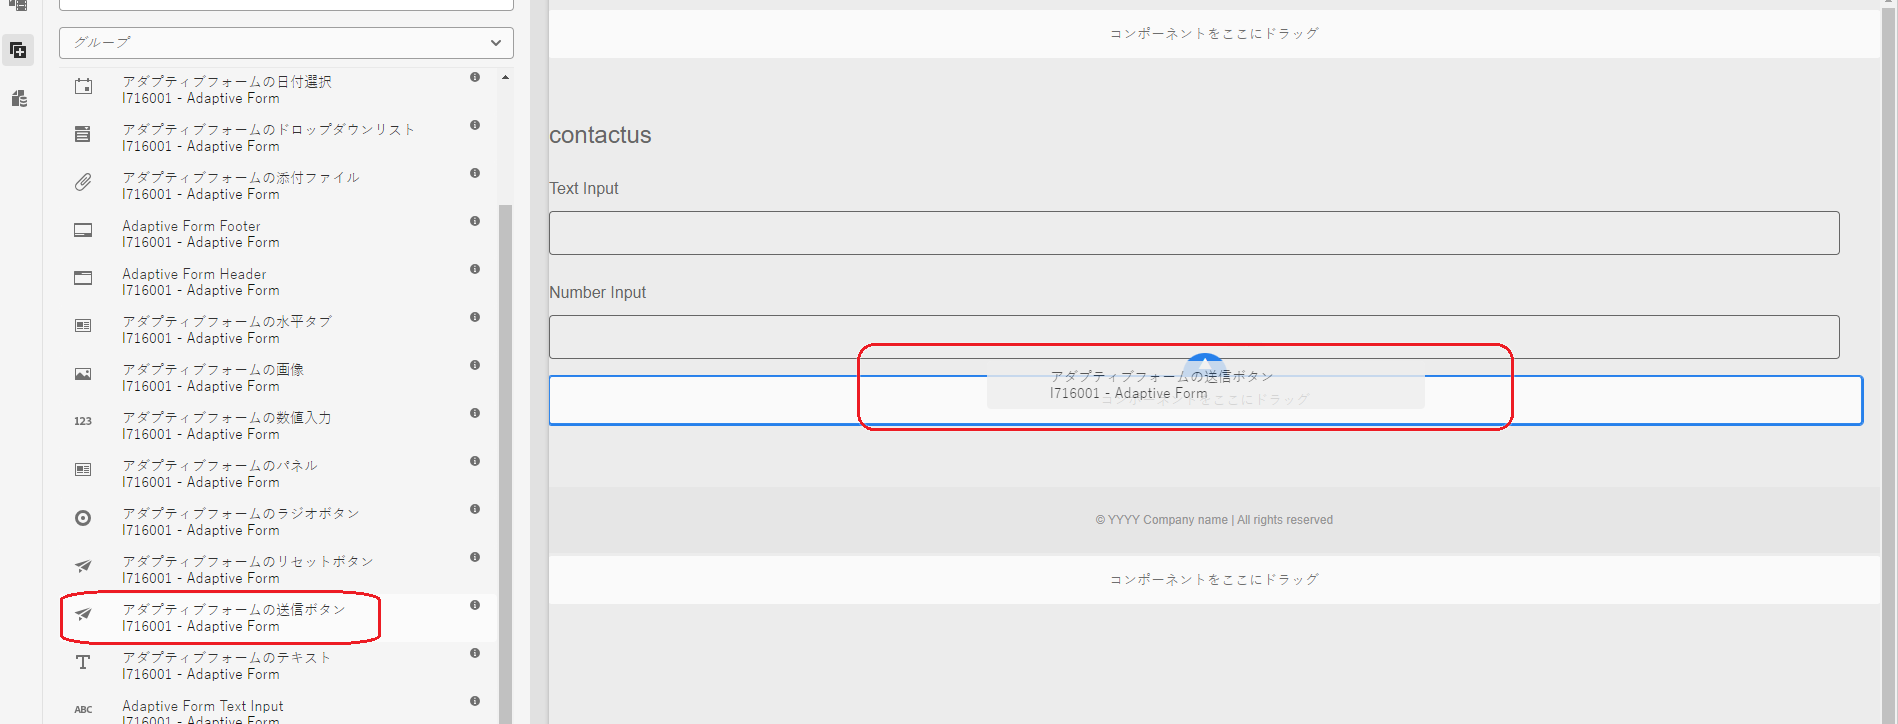 グループ
アダプティブフォームの日付選択
I716001 - Adaptive Form
アダプティブフォームのドロップダウンリスト
I716001 - Adaptive Form
アダプティブフォームの添付ファイル
I716001 - Adaptive Form
Adaptive Form Footer
I716001 - Adaptive Form
Adaptive Form Header
I716001 - Adaptive Form
アダプティブフォームの水平タブ
I716001 - Adaptive Form
アダプティブフォームの画像
I716001 - Adaptive Form
123
アダプティブフォームの数値入力
I716001 - Adaptive Form
アダプティブフォームのパネル
I716001 - Adaptive Form
アダプティブフォームのラジオボタン
I716001 - Adaptive Form
アダプティブフォームのリセットボタン
I716001 - Adaptive Form
アダプティブフォームの送信ボタン
I716001 - Adaptive Form
アダプティブフォームのテキスト
I716001 - Adaptive Form
ABC
Adaptive Form Text Input
I716001 - Adaptive Form
コンポーネントをここにドラッグ
contactus
Text Input
Number Input
アダプティブフォームの送信ボタン
I716001 - Adaptive Form
コンポーネントをここにドラッグ
© YYYY Company name | All rights reserved
コンポーネントをここにドラッグ